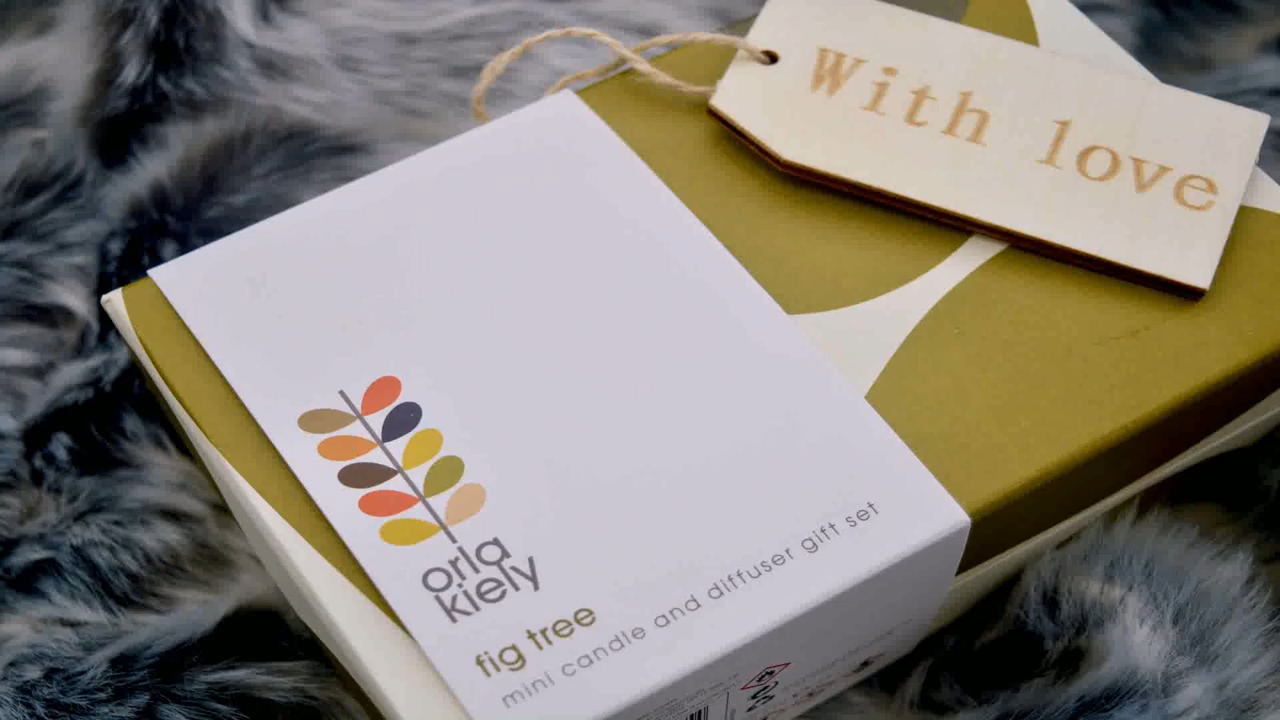 With love
orla
kiely
fig tree
mini candle and diffuser gift set